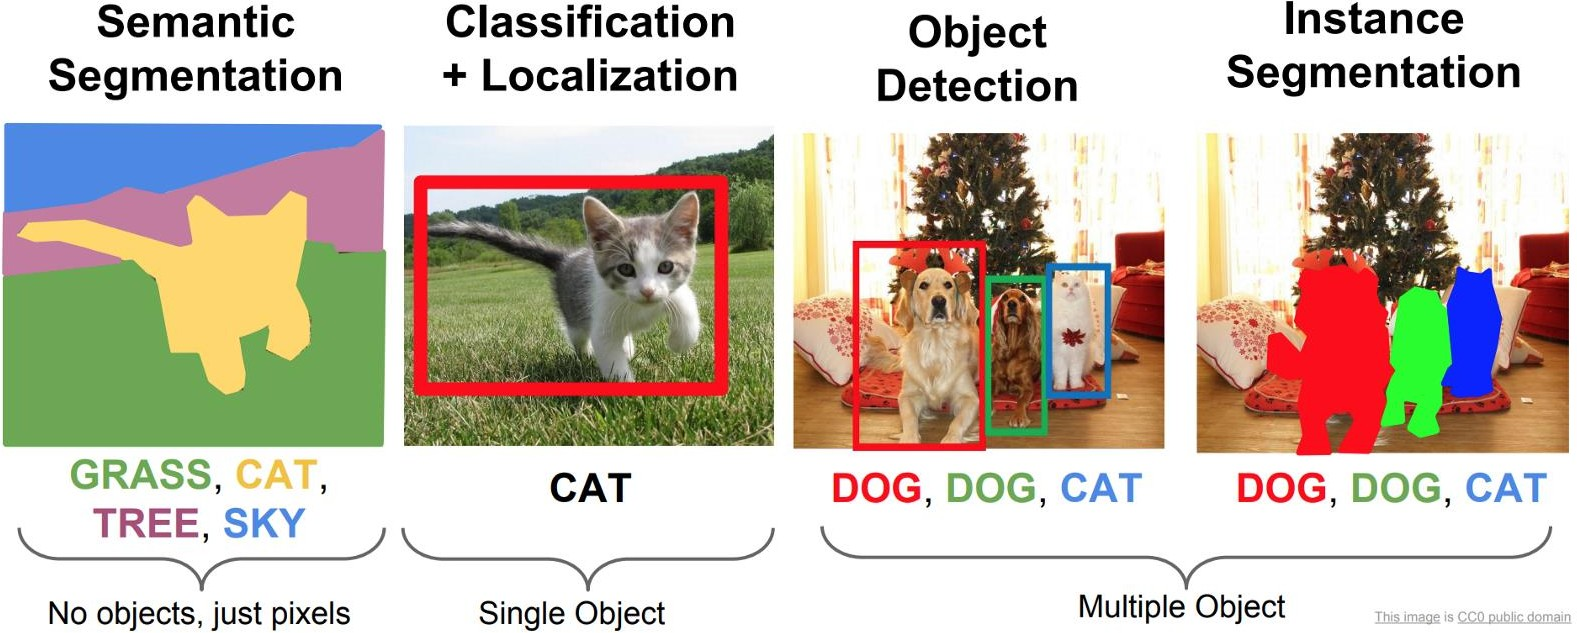 Semantic
Segmentation
Classification
+ Localization
Object
Detection
Instance
Segmentation
GRASS, CAT,
TREE, SKY
CAT
DOG, DOG, CAT
DOG, DOG, CAT
No objects, just pixels
Single Object
Multiple Object
This image is CC0 public domain